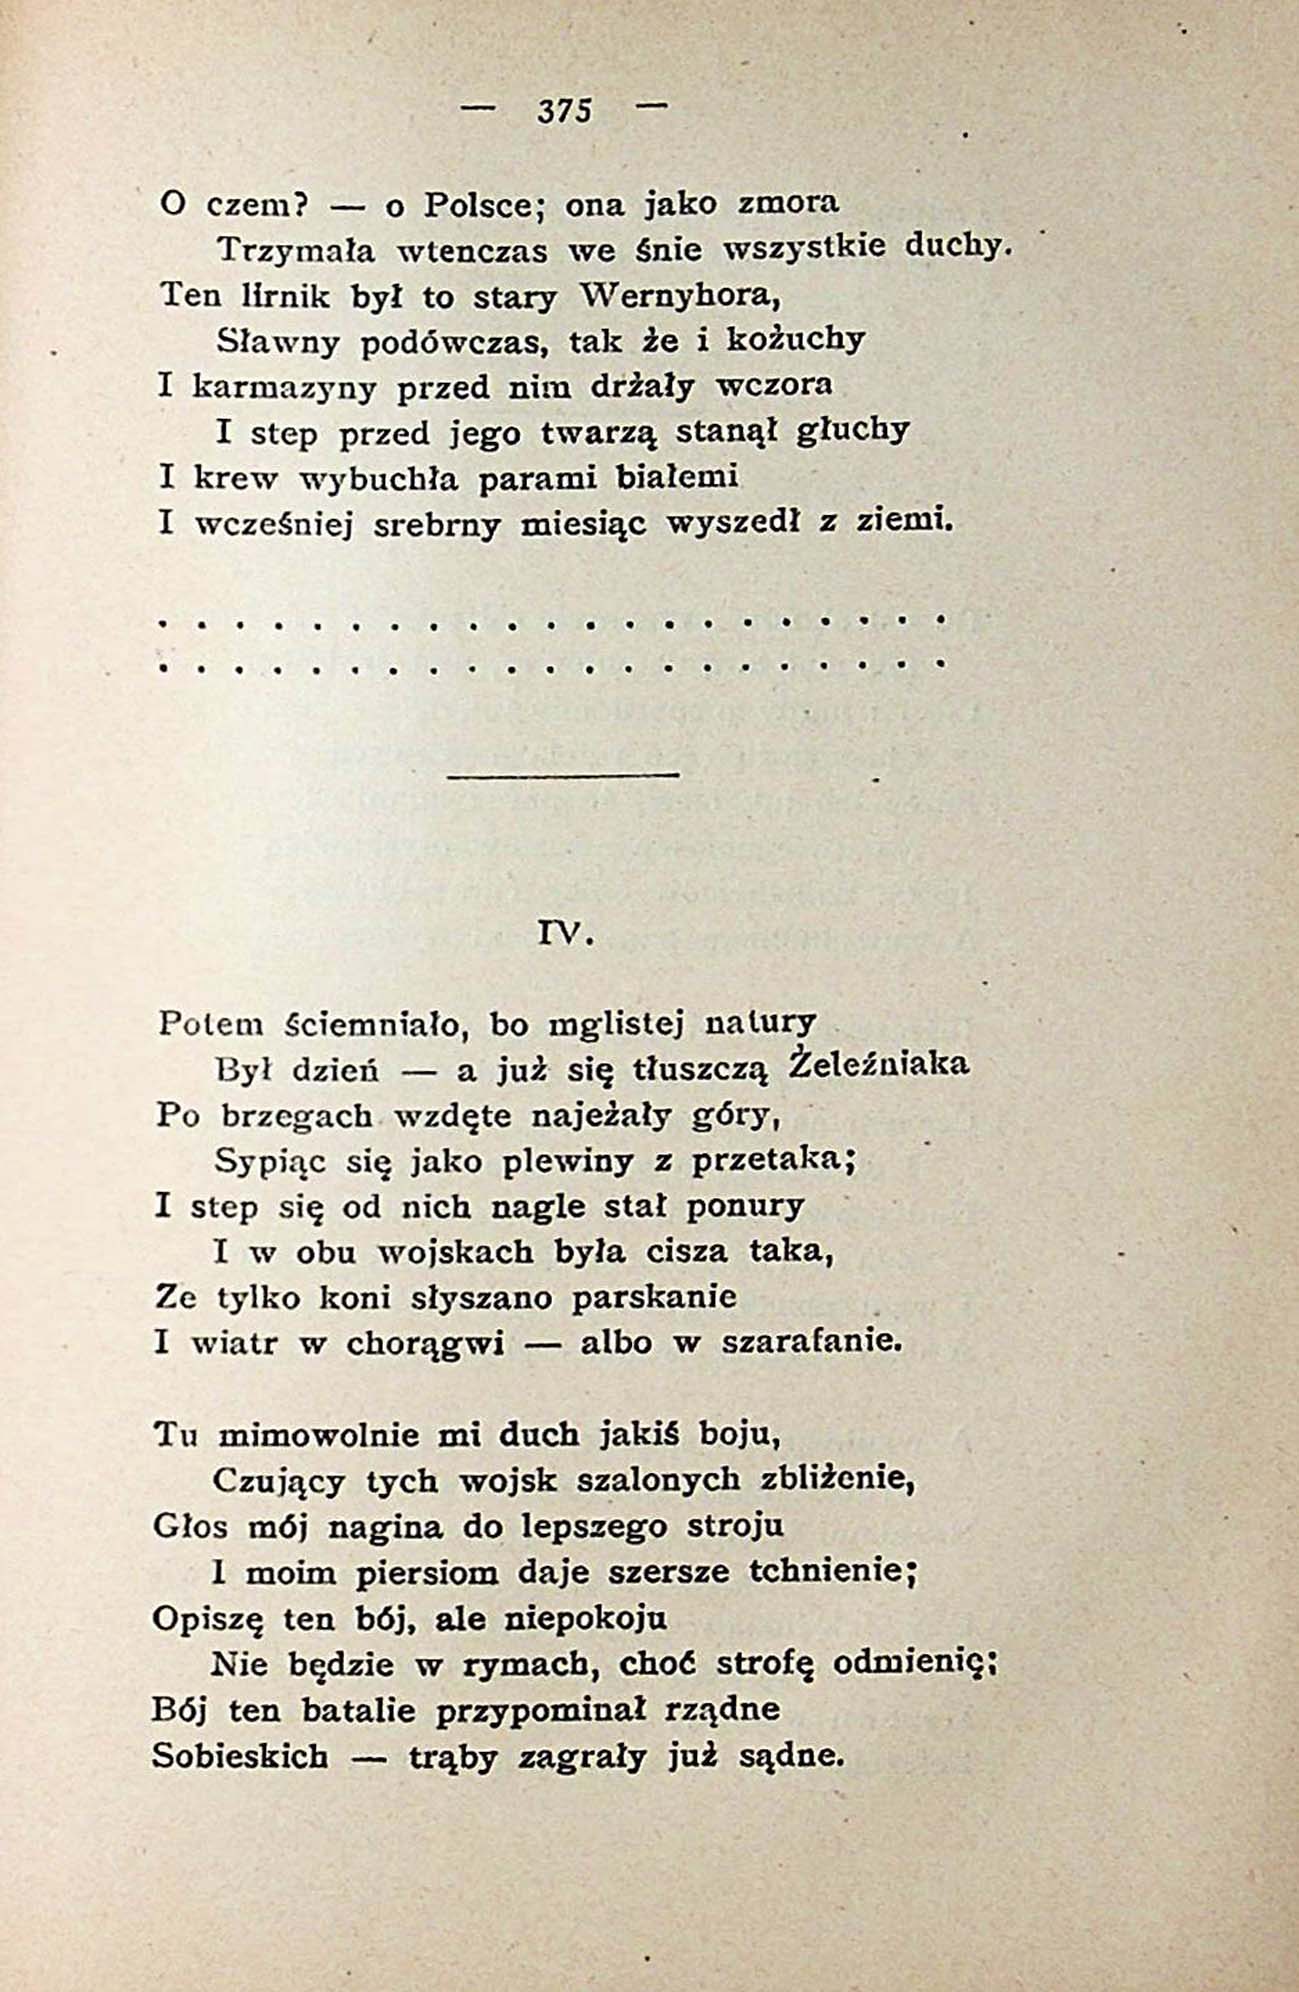 — 375 —
O czem? — o Polsce; ona jako zmora
Trzymała wtenczas we śnie wszystkie duchy.
Ten lirnik był to stary Wernyhora,
Sławny podówczas, tak że i kożuchy
I karmazyny przed nim drżały wczora
I step przed jego twarzą stanął głuchy
I krew wybuchła parami białemi
I wcześniej srebrny miesiąc wyszedł z ziemi.
. . . . . . . . . . . . . . . . . . . . .
. . . . . . . . . . . . . . . . . . . . .
IV.
Potem ściemniało, bo mglistej natury
Był dzień — a już się tłuszczą Żeleźniaka
Po brzegach wzdęte najeżały góry,
Sypiąc się jako plewiny z przetaka;
I step się od nich nagle stał ponury
I w obu wojskach była cisza taka,
Ze tylko koni słyszano parskanie
I wiatr w chorągwi — albo w szarafanie.
Tu mimowolnie mi duch jakiś boju,
Czujący tych wojsk szalonych zbliżenie,
Głos mój nagina do lepszego stroju
I moim piersiom daje szersze tchnienie;
Opiszę ten bój, ale niepokoju
Nie będzie w rymach, choć strofę odmienię;
Bój ten batalie przypominał rządne
Sobieskich — trąby zagrały już sądne.